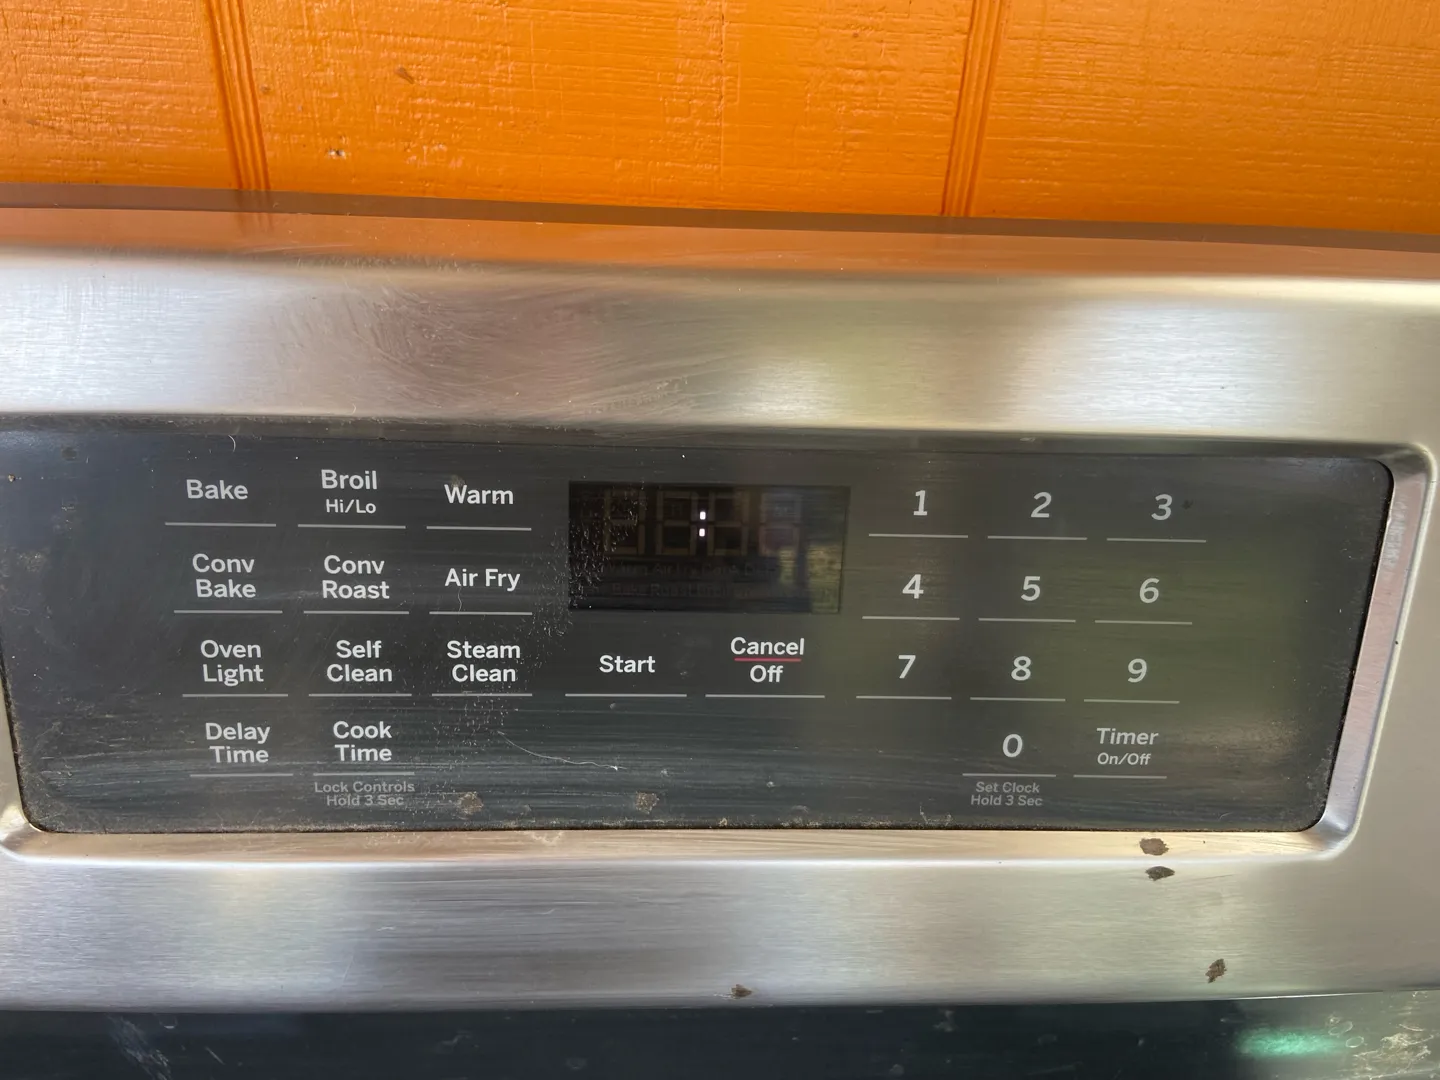 Bake
Broil
Hi/Lo
Warm
1
2
3
Conv
Bake
Conv
Roast
Air Fry
4
5
6
Oven
Light
Self
Clean
Steam
Clean
Start
Cancel
Off
7
8
9
Delay
Time
Cook
Time
Lock Controls
Hold 3 Sec
0
Set Clock
Hold 3 Sec
Timer
On/Off